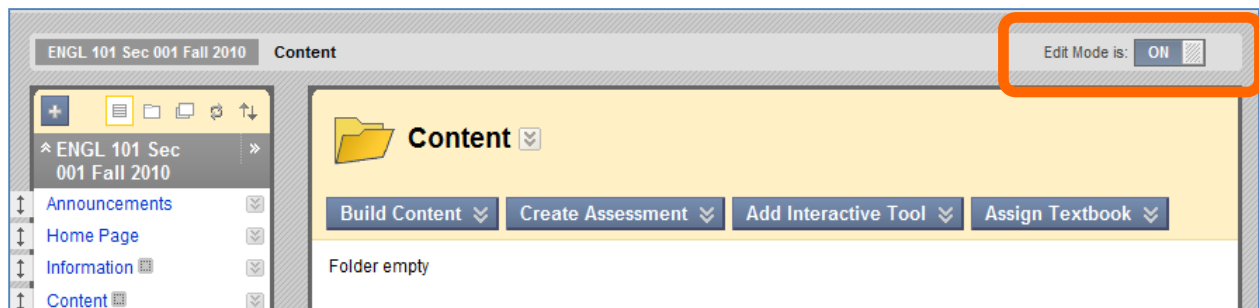 ENGL 101 Sec 001 Fall 2010 Content Edit Mode is: ON
ENGL 101 Sec
001 Fall 2010
Announcements
Home Page
Information
Content
Content
Build Content Create Assessment Add Interactive Tool Assign Textbook
Folder empty